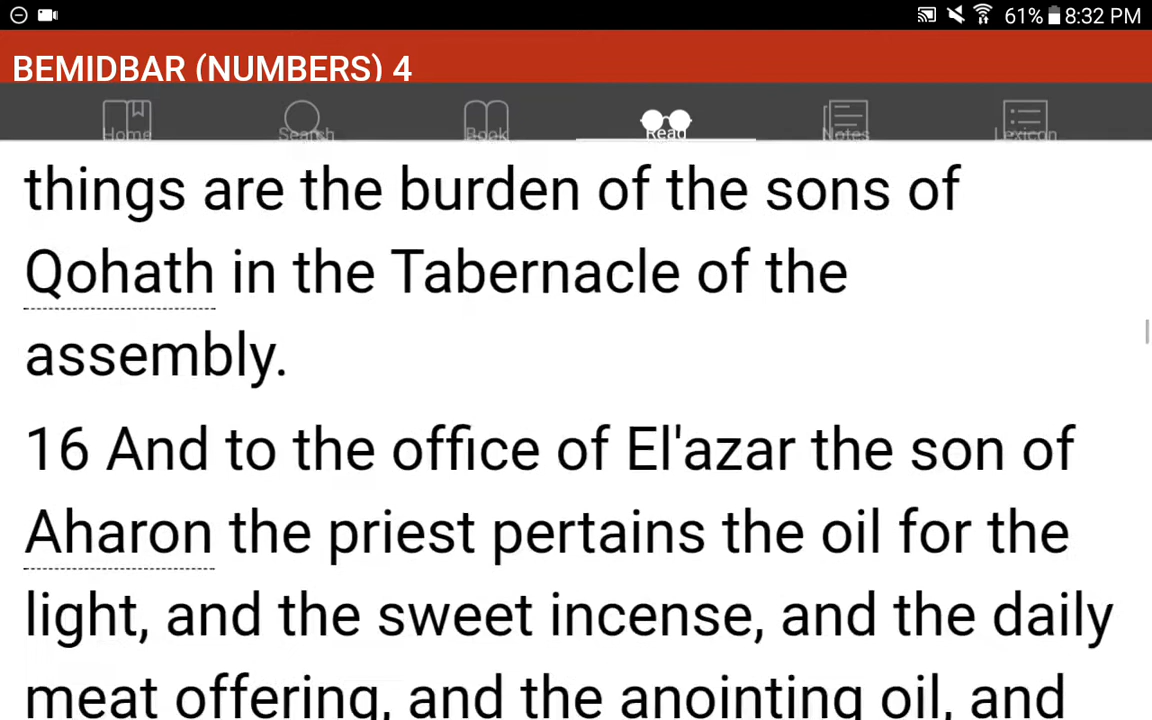 61% 8:32 PM
BEMIDBAR (NUMBERS) 4
Home Search Book Read Notes Lexicon
things are the burden of the sons of
Qohath in the Tabernacle of the
assembly.
16 And to the office of El'azar the son of
Aharon the priest pertains the oil for the
light, and the sweet incense, and the daily
meat offering, and the anointing oil, and